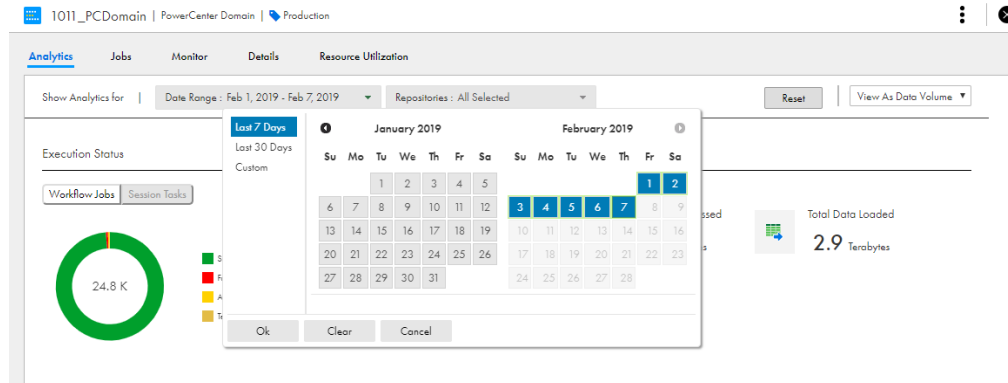 1011_PCDomain | PowerCenter Domain | Production
Analytics Jobs Monitor Details Resource Utilization
Show Analytics for | Date Range : Feb 1, 2019 - Feb 7, 2019 Repositories : All Selected Reset View As Data Volume
Last 7 Days
Last 30 Days
Custom
January 2019
Su Mo Tu We Th Fr Sa
1 2 3 4 5
6 7 8 9 10 11 12
13 14 15 16 17 18 19
20 21 22 23 24 25 26
27 28 29 30 31
February 2019
Su Mo Tu We Th Fr Sa
1 2
3 4 5 6 7 8 9
10 11 12 13 14 15 16
17 18 19 20 21 22 23
24 25 26 27 28
Ok Clear Cancel
Execution Status
Workflow Jobs Session Tasks
24.8 K
Total Data Loaded
2.9 Terabytes